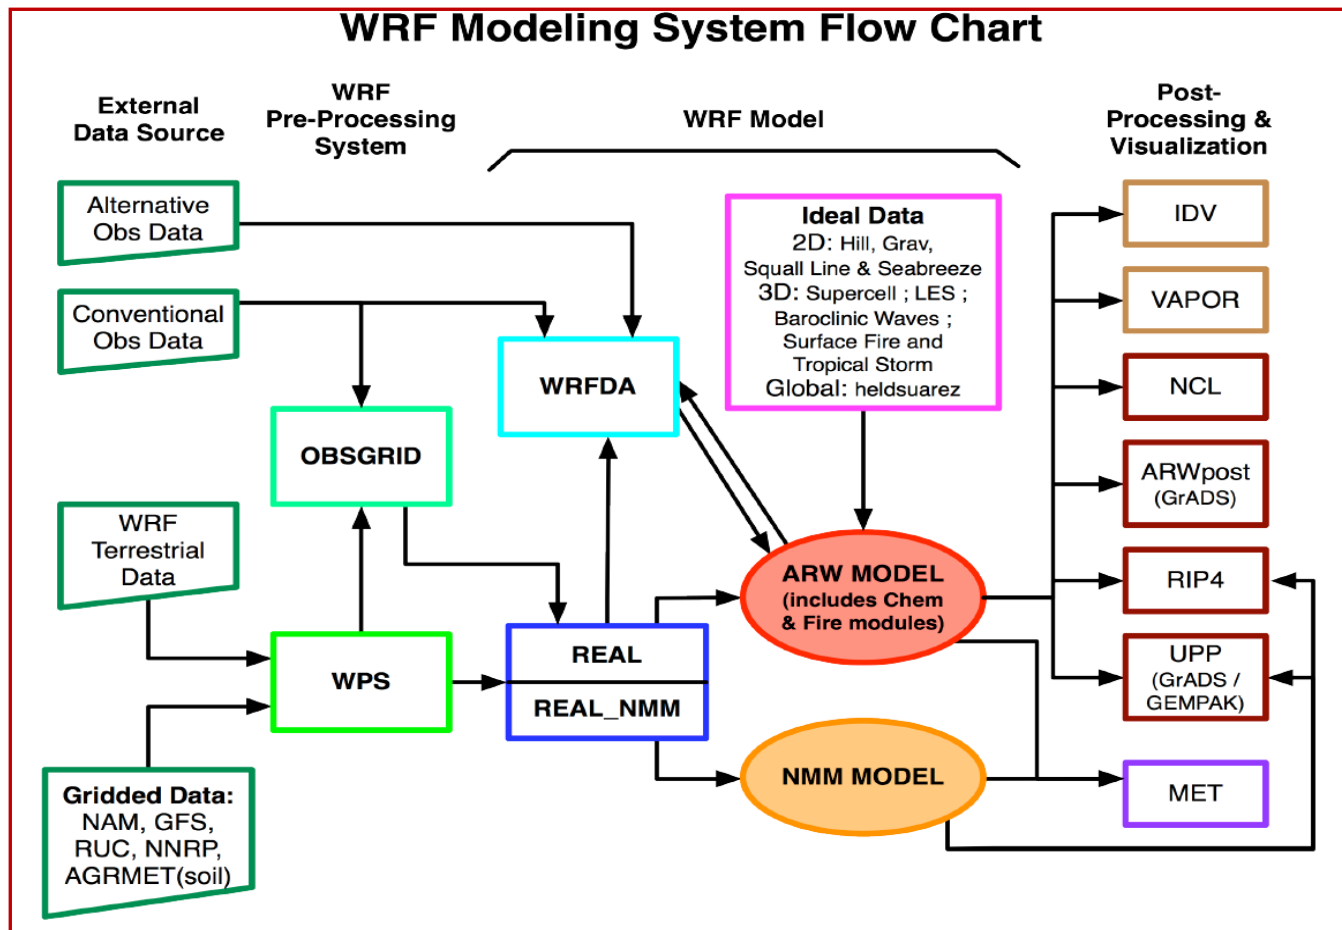 WRF Modeling System Flow Chart
External
Data Source
WRF
Pre-Processing
System
WRF Model
Post-
Processing &
Visualization
Alternative
Obs Data
Conventional
Obs Data
WRF
Terrestrial
Data
Gridded Data:
NAM, GFS,
RUC, NNRP,
AGRMET(soil)
OBSGRID
WPS
WRFDA
REAL
REAL_NMM
Ideal Data
2D: Hill, Grav,
Squall Line & Seabreeze
3D: Supercell ; LES ;
Baroclinic Waves ;
Surface Fire and
Tropical Storm
Global: heldsuarez
ARW MODEL
(includes Chem
& Fire modules)
NMM MODEL
IDV
VAPOR
NCL
ARWpost
(GrADS)
RIP4
UPP
(GrADS /
GEMPAK)
MET